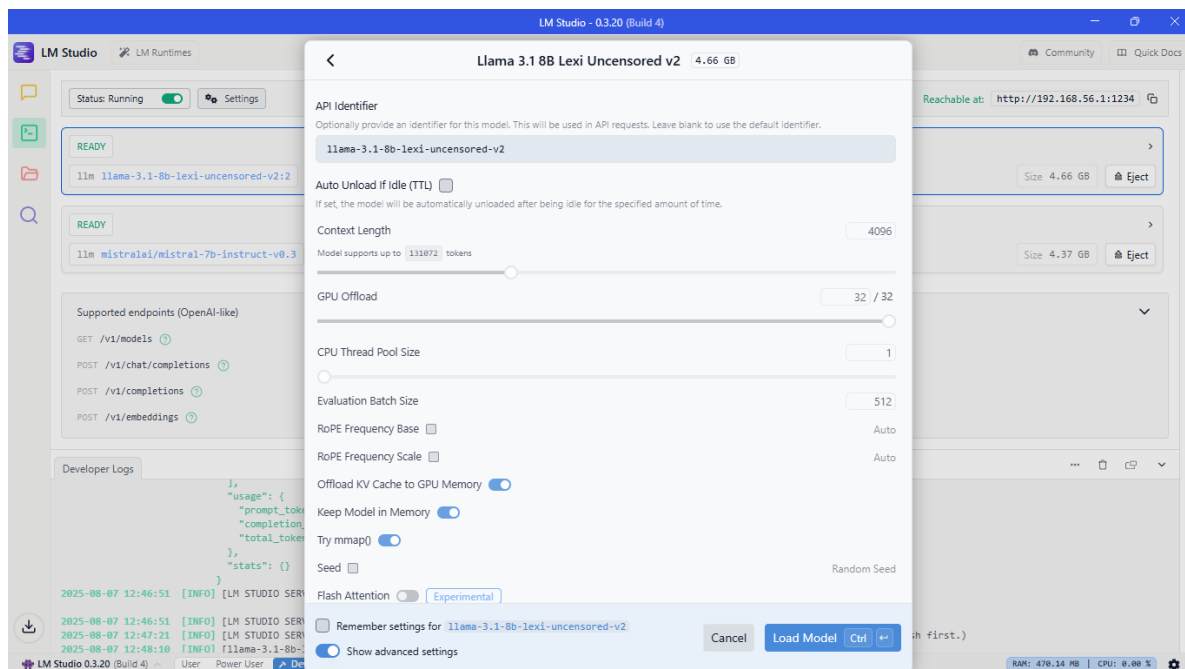 LM Studio - 0.3.20 (Build 4)
LM Studio
LM Runtimes
Community
Quick Docs
Status: Running
Settings
Reachable at: http://192.168.56.1:1234
READY
llm llama-3.1-8b-lexi-uncensored-v2:2
Size 4.66 GB
Eject
READY
llm mistralai/mistral-7b-instruct-v0.3
Size 4.37 GB
Eject
Supported endpoints (OpenAI-like)
GET /v1/models
POST /v1/chat/completions
POST /v1/completions
POST /v1/embeddings
Llama 3.1 8B Lexi Uncensored v2 4.66 GB
API Identifier
Optionally provide an identifier for this model. This will be used in API requests. Leave blank to use the default identifier.
llama-3.1-8b-lexi-uncensored-v2
Auto Unload If Idle (TTL)
If set, the model will be automatically unloaded after being idle for the specified amount of time.
Context Length 4096
Model supports up to 131072 tokens
GPU Offload 32 / 32
CPU Thread Pool Size 1
Evaluation Batch Size 512
RoPE Frequency Base Auto
RoPE Frequency Scale Auto
Offload KV Cache to GPU Memory
Keep Model in Memory
Try mmap()
Seed Random Seed
Flash Attention Experimental
Remember settings for llama-3.1-8b-lexi-uncensored-v2
Show advanced settings
Cancel
Load Model Ctrl
Developer Logs
],
"usage": {
"prompt_toke
"completion_
"total_token
},
"stats": {}
}
2025-08-07 12:46:51 [INFO] [LM STUDIO SER
2025-08-07 12:46:51 [INFO] [LM STUDIO SER
2025-08-07 12:47:21 [INFO] [LM STUDIO SER
sh first.)
2025-08-07 12:48:10 [INFO] [llama-3.1-8b-
LM Studio 0.3.20 (Build 4)
User
Power User
De
RAM: 470.14 MB | CPU: 0.00 %